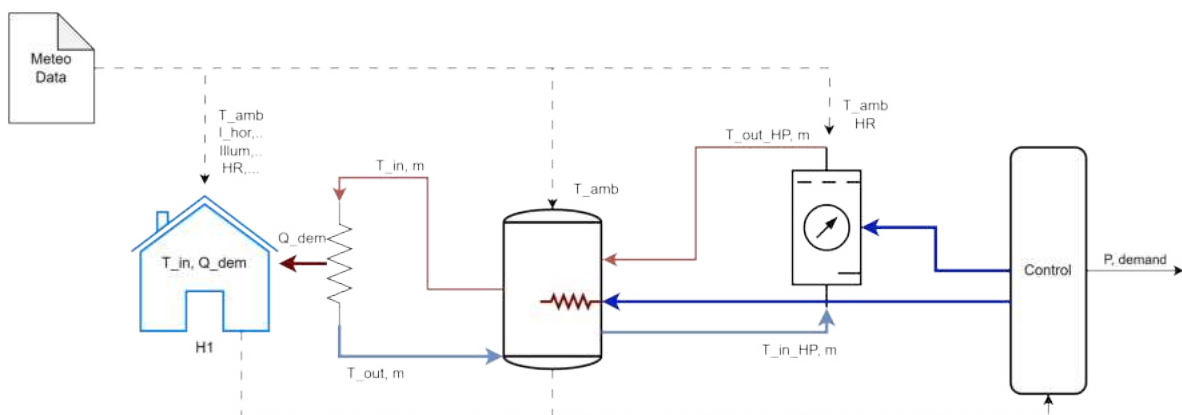 Meteo
Data
T_amb
I_hor,..
Illum,..
HR,...
T_amb
HR
T_out_HP, m
T_in, m
T_amb
Q_dem
T_in, Q_dem
Control
P, demand
H1
T_out, m
T_in_HP, m